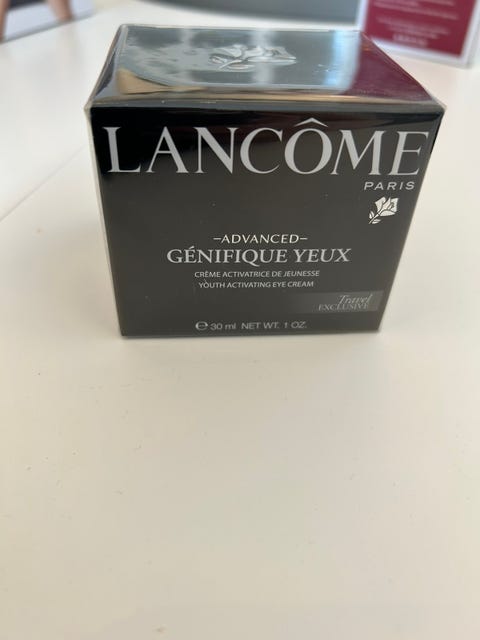 LANCÔME
PARIS
–ADVANCED–
GÉNIFIQUE YEUX
CRÈME ACTIVATRICE DE JEUNESSE
YOUTH ACTIVATING EYE CREAM
Travel
EXCLUSIVE
℮ 30 ml NET WT. 1 OZ.